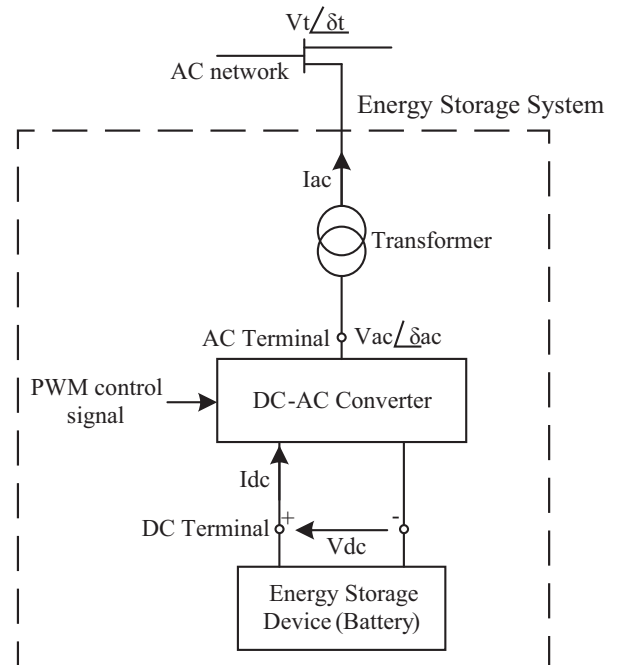 Vt/δt
AC network
Energy Storage System
Iac
Transformer
AC Terminal
Vac/δac
PWM control
signal
DC-AC Converter
Idc
+
-
DC Terminal
Vdc
Energy Storage
Device (Battery)